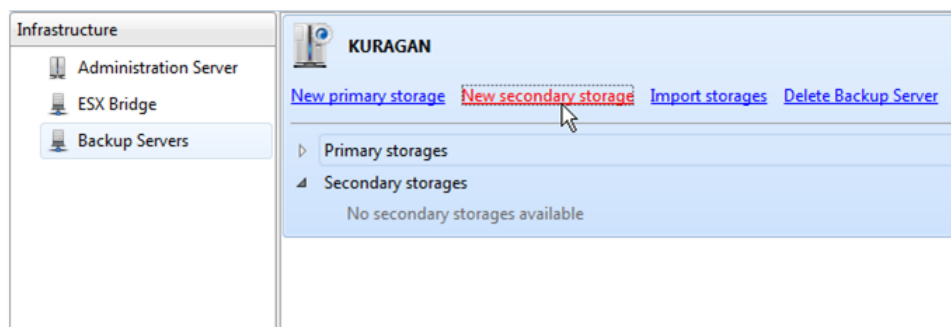 Infrastructure
Administration Server
ESX Bridge
Backup Servers
KURAGAN
New primary storage New secondary storage Import storages Delete Backup Server
Primary storages
Secondary storages
No secondary storages available